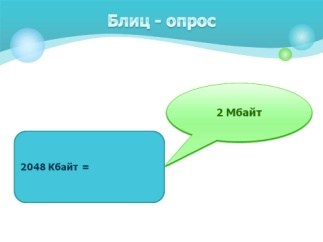 Блиц - опрос
2 Мбайт
2048 Кбайт =